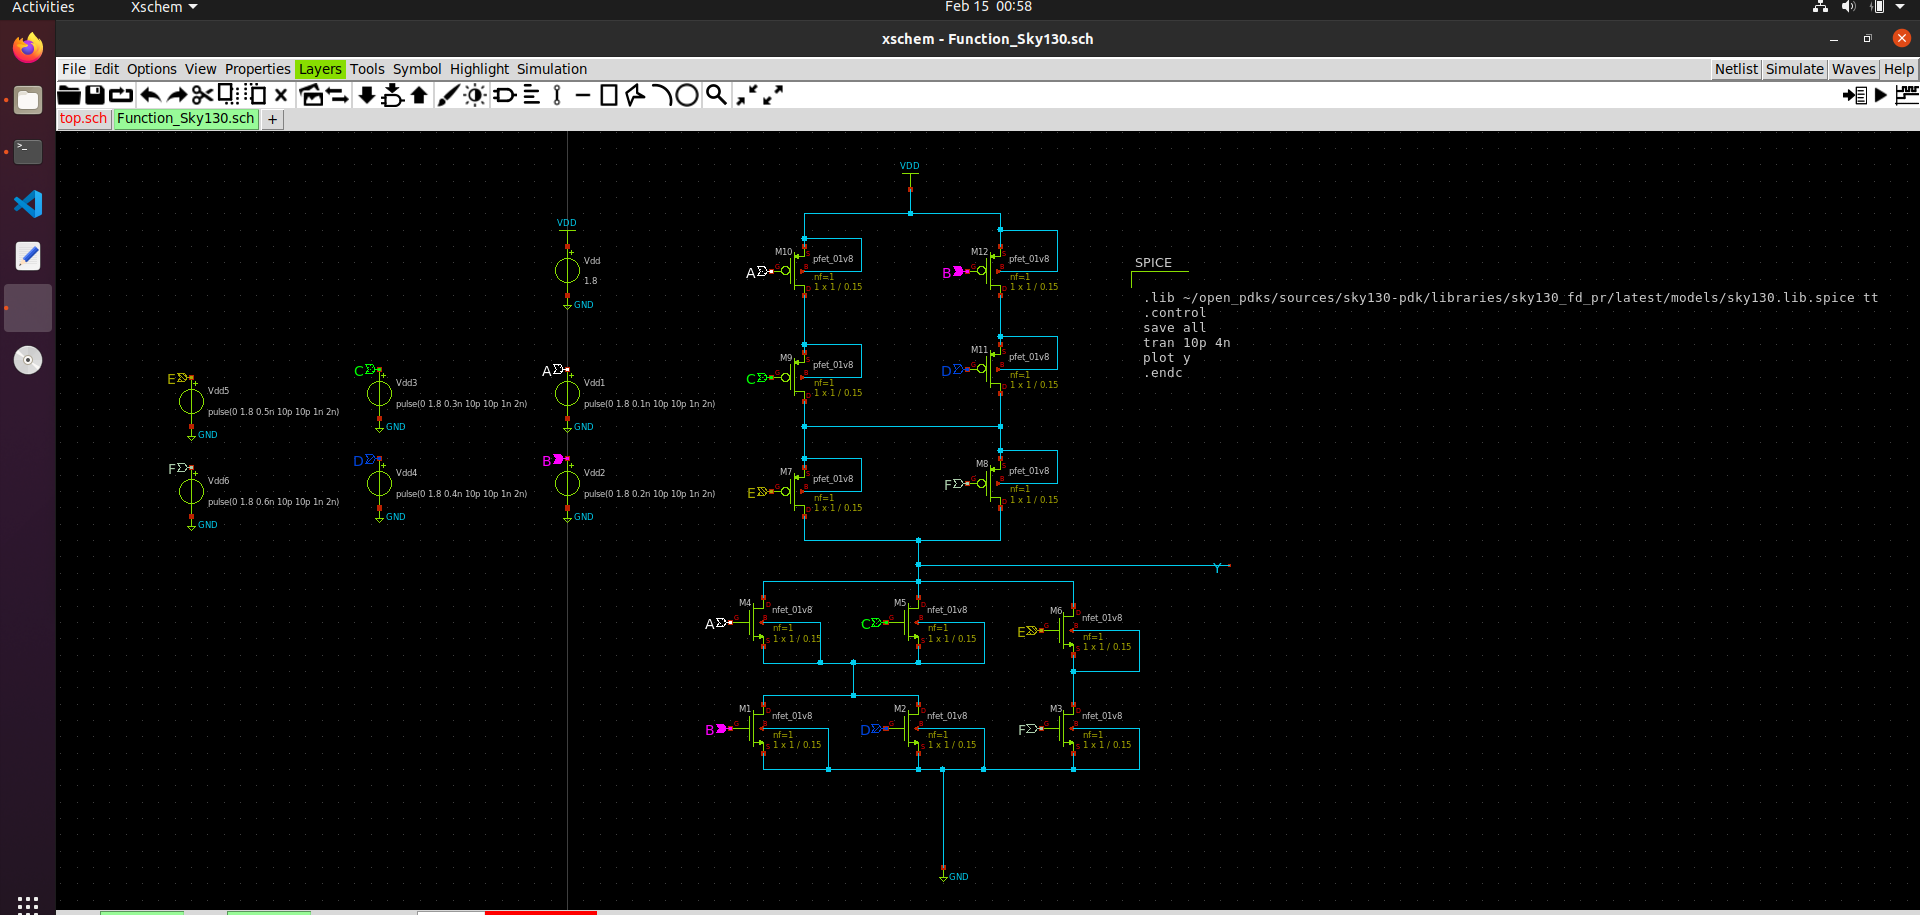 Activities
Xschem
Feb 15 00:58
xschem - Function_Sky130.sch
File Edit Options View Properties Layers Tools Symbol Highlight Simulation
Netlist Simulate Waves Help
top.sch Function_Sky130.sch +
VDD
VDD
Vdd
1.8
GND
E
Vdd5
pulse(0 1.8 0.5n 10p 10p 1n 2n)
GND
C
Vdd3
pulse(0 1.8 0.3n 10p 10p 1n 2n)
GND
A
Vdd1
pulse(0 1.8 0.1n 10p 10p 1n 2n)
GND
F
Vdd6
pulse(0 1.8 0.6n 10p 10p 1n 2n)
GND
D
Vdd4
pulse(0 1.8 0.4n 10p 10p 1n 2n)
GND
B
Vdd2
pulse(0 1.8 0.2n 10p 10p 1n 2n)
GND
M10
A
pfet_01v8
nf=1
1 x 1 / 0.15
M12
B
pfet_01v8
nf=1
1 x 1 / 0.15
M9
C
pfet_01v8
nf=1
1 x 1 / 0.15
M11
D
pfet_01v8
nf=1
1 x 1 / 0.15
M7
E
pfet_01v8
nf=1
1 x 1 / 0.15
M8
F
pfet_01v8
nf=1
1 x 1 / 0.15
Y
M4
A
nfet_01v8
nf=1
1 x 1 / 0.15
M5
C
nfet_01v8
nf=1
1 x 1 / 0.15
M6
E
nfet_01v8
nf=1
1 x 1 / 0.15
M1
B
nfet_01v8
nf=1
1 x 1 / 0.15
M2
D
nfet_01v8
nf=1
1 x 1 / 0.15
M3
F
nfet_01v8
nf=1
1 x 1 / 0.15
GND
SPICE
.lib ~/open_pdks/sources/sky130-pdk/libraries/sky130_fd_pr/latest/models/sky130.lib.spice tt
.control
save all
tran 10p 4n
plot y
.endc